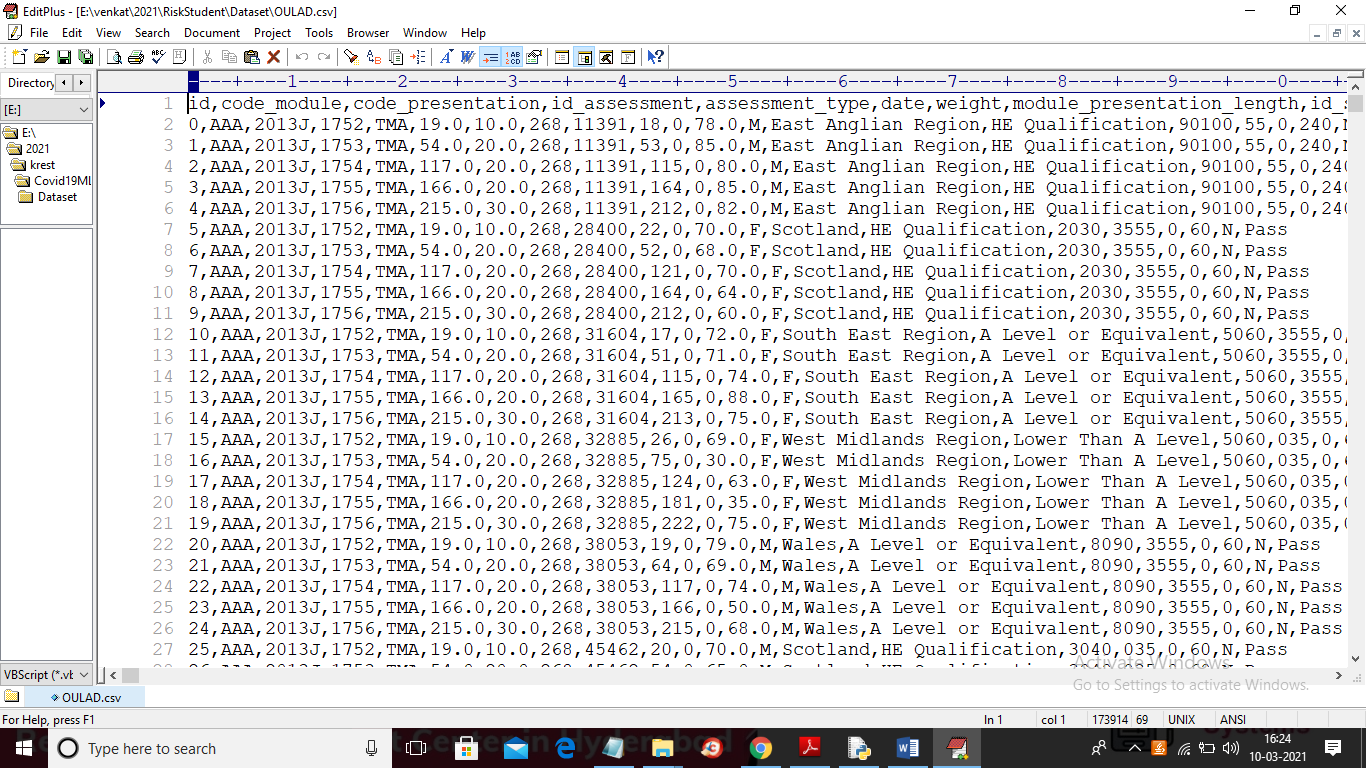 EditPlus - [E:\venkat\2021\RiskStudent\Dataset\OULAD.csv]
File Edit View Search Document Project Tools Browser Window Help
Directory
----+----1----+----2----+----3----+----4----+----5----+----6----+----7----+----8----+----9----+----0----+-
[E:]
E:\
2021
krest
Covid19ML
Dataset
1 id,code_module,code_presentation,id_assessment,assessment_type,date,weight,module_presentation_length,id_
2 0,AAA,2013J,1752,TMA,19.0,10.0,268,11391,18,0,78.0,M,East Anglian Region,HE Qualification,90100,55,0,240,
3 1,AAA,2013J,1753,TMA,54.0,20.0,268,11391,53,0,85.0,M,East Anglian Region,HE Qualification,90100,55,0,240,
4 2,AAA,2013J,1754,TMA,117.0,20.0,268,11391,115,0,80.0,M,East Anglian Region,HE Qualification,90100,55,0,240
5 3,AAA,2013J,1755,TMA,166.0,20.0,268,11391,164,0,85.0,M,East Anglian Region,HE Qualification,90100,55,0,240
6 4,AAA,2013J,1756,TMA,215.0,30.0,268,11391,212,0,82.0,M,East Anglian Region,HE Qualification,90100,55,0,240
7 5,AAA,2013J,1752,TMA,19.0,10.0,268,28400,22,0,70.0,F,Scotland,HE Qualification,2030,3555,0,60,N,Pass
8 6,AAA,2013J,1753,TMA,54.0,20.0,268,28400,52,0,68.0,F,Scotland,HE Qualification,2030,3555,0,60,N,Pass
9 7,AAA,2013J,1754,TMA,117.0,20.0,268,28400,121,0,70.0,F,Scotland,HE Qualification,2030,3555,0,60,N,Pass
10 8,AAA,2013J,1755,TMA,166.0,20.0,268,28400,164,0,64.0,F,Scotland,HE Qualification,2030,3555,0,60,N,Pass
11 9,AAA,2013J,1756,TMA,215.0,30.0,268,28400,212,0,60.0,F,Scotland,HE Qualification,2030,3555,0,60,N,Pass
12 10,AAA,2013J,1752,TMA,19.0,10.0,268,31604,17,0,72.0,F,South East Region,A Level or Equivalent,5060,3555,0,
13 11,AAA,2013J,1753,TMA,54.0,20.0,268,31604,51,0,71.0,F,South East Region,A Level or Equivalent,5060,3555,0,
14 12,AAA,2013J,1754,TMA,117.0,20.0,268,31604,115,0,74.0,F,South East Region,A Level or Equivalent,5060,3555,
15 13,AAA,2013J,1755,TMA,166.0,20.0,268,31604,165,0,88.0,F,South East Region,A Level or Equivalent,5060,3555,
16 14,AAA,2013J,1756,TMA,215.0,30.0,268,31604,213,0,75.0,F,South East Region,A Level or Equivalent,5060,3555,
17 15,AAA,2013J,1752,TMA,19.0,10.0,268,32885,26,0,69.0,F,West Midlands Region,Lower Than A Level,5060,035,0,
18 16,AAA,2013J,1753,TMA,54.0,20.0,268,32885,75,0,30.0,F,West Midlands Region,Lower Than A Level,5060,035,0,
19 17,AAA,2013J,1754,TMA,117.0,20.0,268,32885,124,0,63.0,F,West Midlands Region,Lower Than A Level,5060,035,
20 18,AAA,2013J,1755,TMA,166.0,20.0,268,32885,181,0,35.0,F,West Midlands Region,Lower Than A Level,5060,035,
21 19,AAA,2013J,1756,TMA,215.0,30.0,268,32885,222,0,75.0,F,West Midlands Region,Lower Than A Level,5060,035,
22 20,AAA,2013J,1752,TMA,19.0,10.0,268,38053,19,0,79.0,M,Wales,A Level or Equivalent,8090,3555,0,60,N,Pass
23 21,AAA,2013J,1753,TMA,54.0,20.0,268,38053,64,0,69.0,M,Wales,A Level or Equivalent,8090,3555,0,60,N,Pass
24 22,AAA,2013J,1754,TMA,117.0,20.0,268,38053,117,0,74.0,M,Wales,A Level or Equivalent,8090,3555,0,60,N,Pass
25 23,AAA,2013J,1755,TMA,166.0,20.0,268,38053,166,0,50.0,M,Wales,A Level or Equivalent,8090,3555,0,60,N,Pass
26 24,AAA,2013J,1756,TMA,215.0,30.0,268,38053,215,0,68.0,M,Wales,A Level or Equivalent,8090,3555,0,60,N,Pass
27 25,AAA,2013J,1752,TMA,19.0,10.0,268,45462,20,0,70.0,M,Scotland,HE Qualification,3040,035,0,60,N,Pass
Activate Windows
Go to Settings to activate Windows.
VBScript (*.vb
OULAD.csv
For Help, press F1
ln 1 col 1 173914 69 UNIX ANSI
Type here to search
16:24
10-03-2021